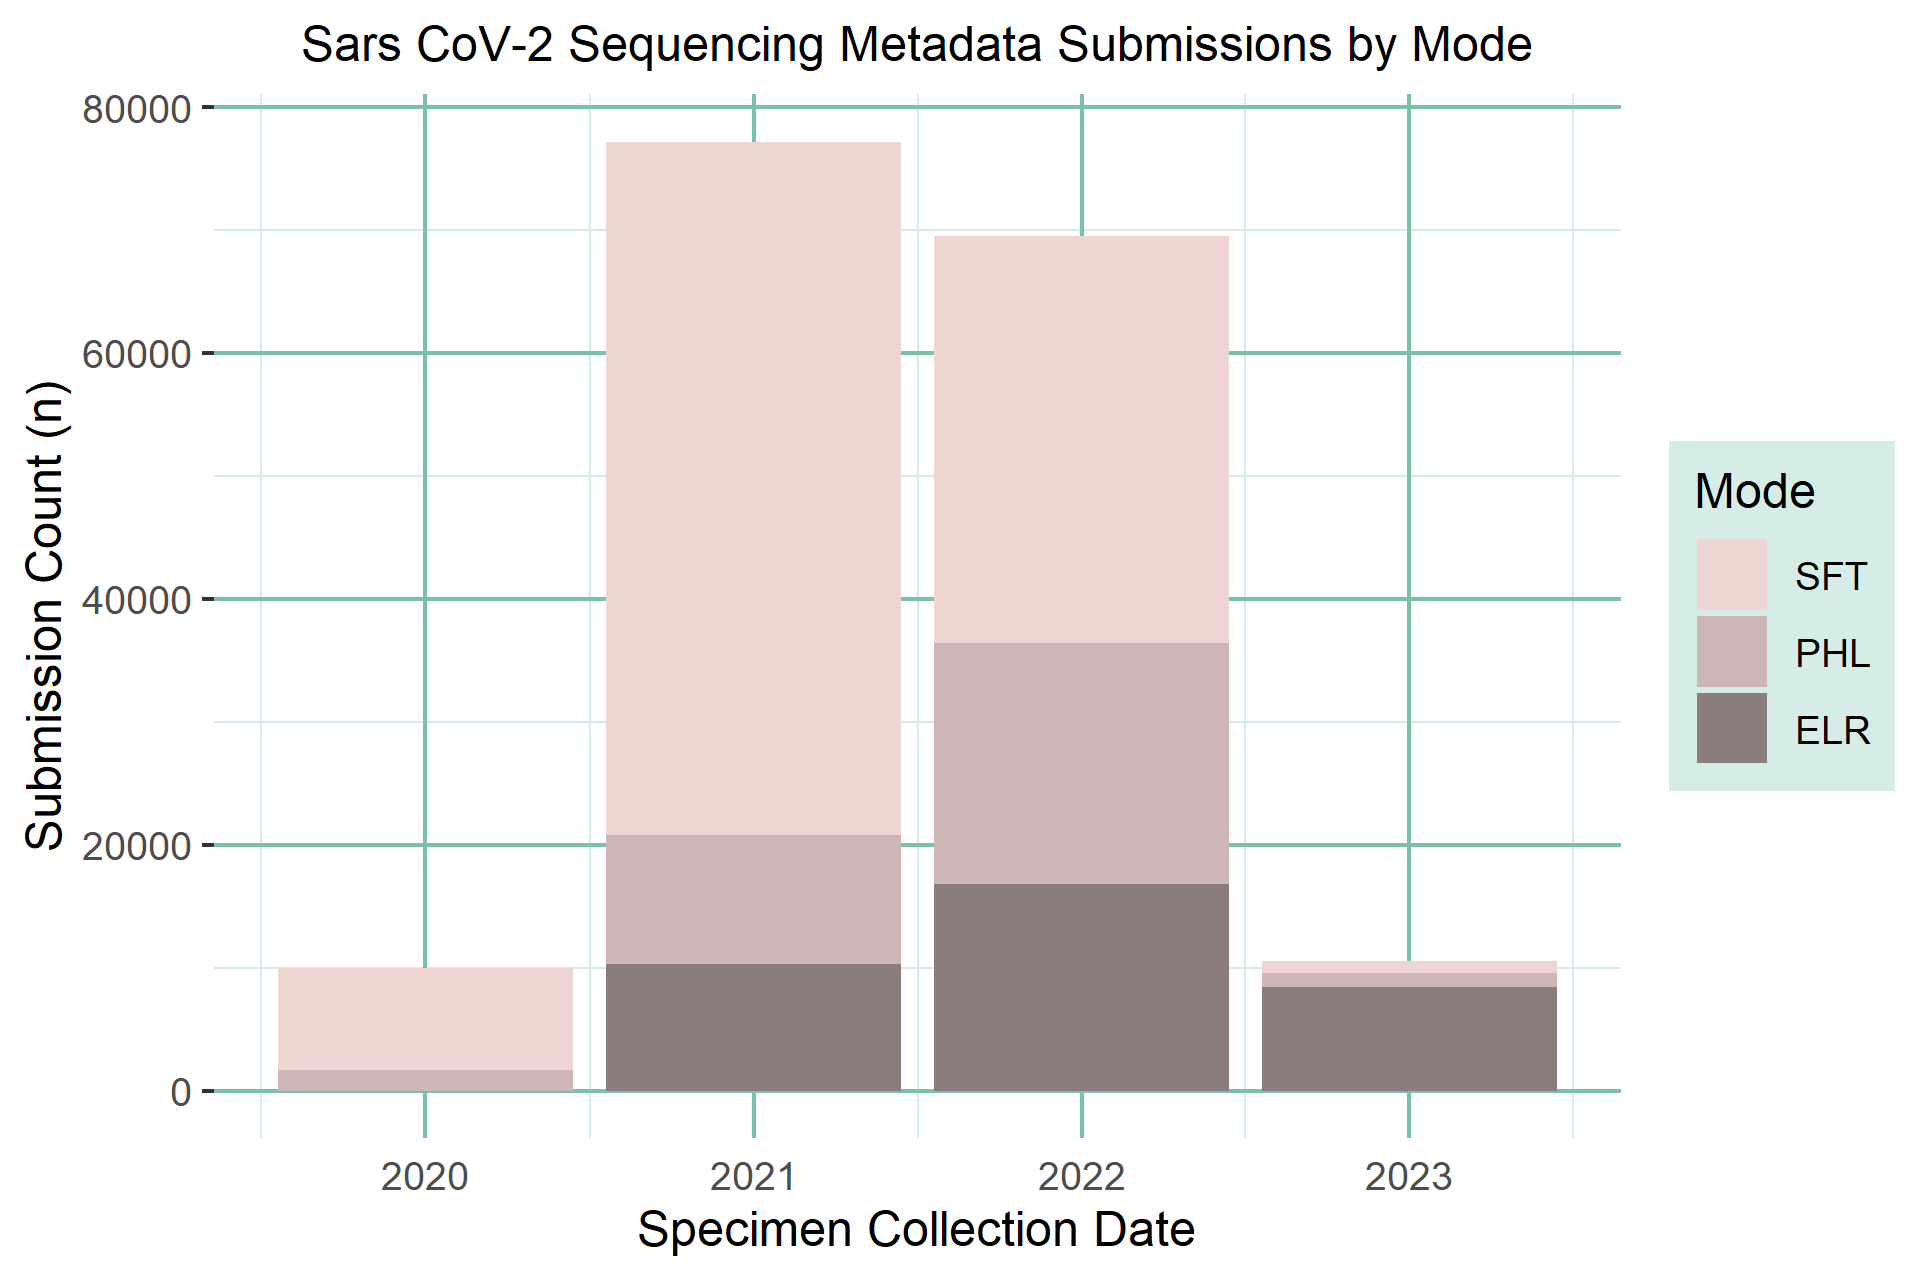 Sars CoV-2 Sequencing Metadata Submissions by Mode
80000
60000
40000
20000
0
Submission Count (n)
2020
2021
2022
2023
Specimen Collection Date
Mode
SFT
PHL
ELR